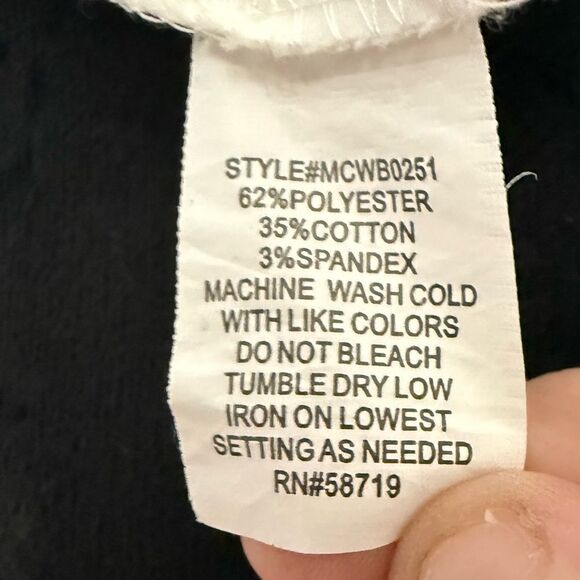 STYLE#MCWB0251
62%POLYESTER
35%COTTON
3%SPANDEX
MACHINE WASH COLD
WITH LIKE COLORS
DO NOT BLEACH
TUMBLE DRY LOW
IRON ON LOWEST
SETTING AS NEEDED
RN#58719